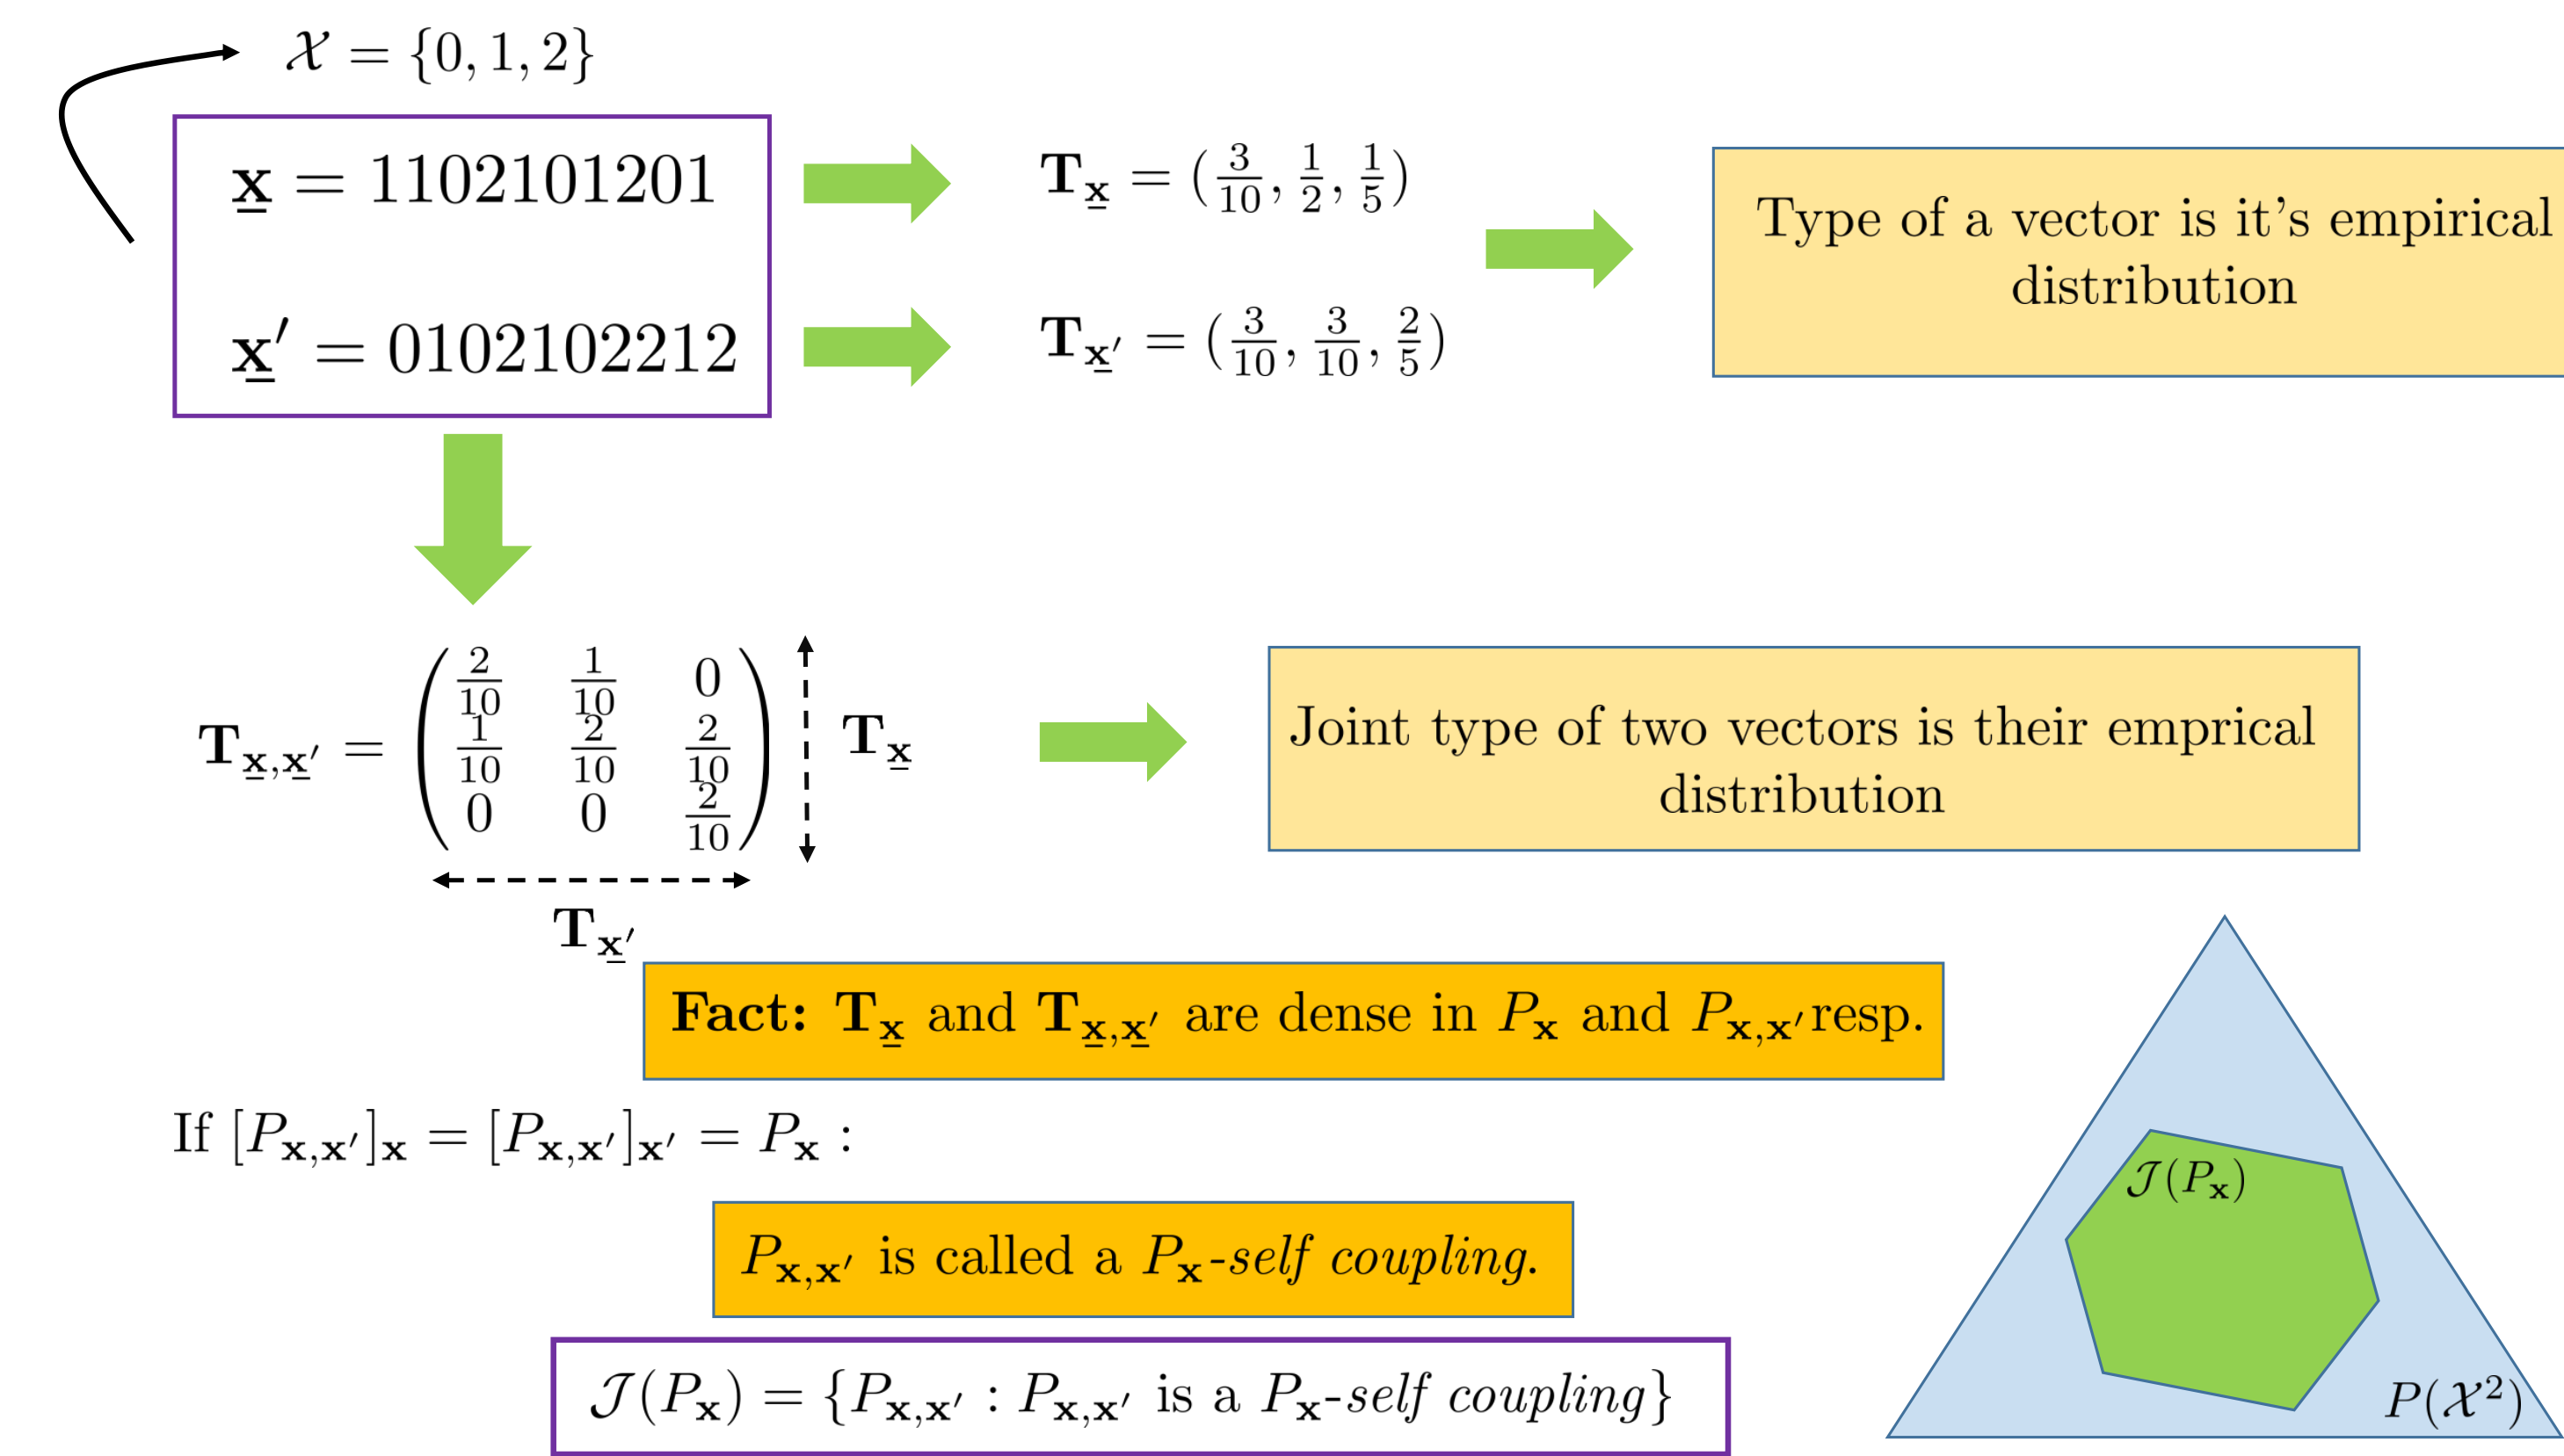 𝒳 = {0, 1, 2}
x̲ = 1102101201
T_x̲ = (3/10, 1/2, 1/5)
x̲′ = 0102102212
T_x̲′ = (3/10, 3/10, 2/5)
Type of a vector is it's empirical
distribution
T_x̲,x̲′ =
2/10 1/10 0
1/10 2/10 2/10
0 0 2/10
T_x̲
T_x̲′
Joint type of two vectors is their emprical
distribution
Fact: T_x̲ and T_x̲,x̲′ are dense in P_x and P_x,x′ resp.
If [P_x,x′]_x = [P_x,x′]_x′ = P_x :
P_x,x′ is called a P_x-self coupling.
𝒥(P_x) = {P_x,x′ : P_x,x′ is a P_x-self coupling}
𝒥(P_x)
P(𝒳²)